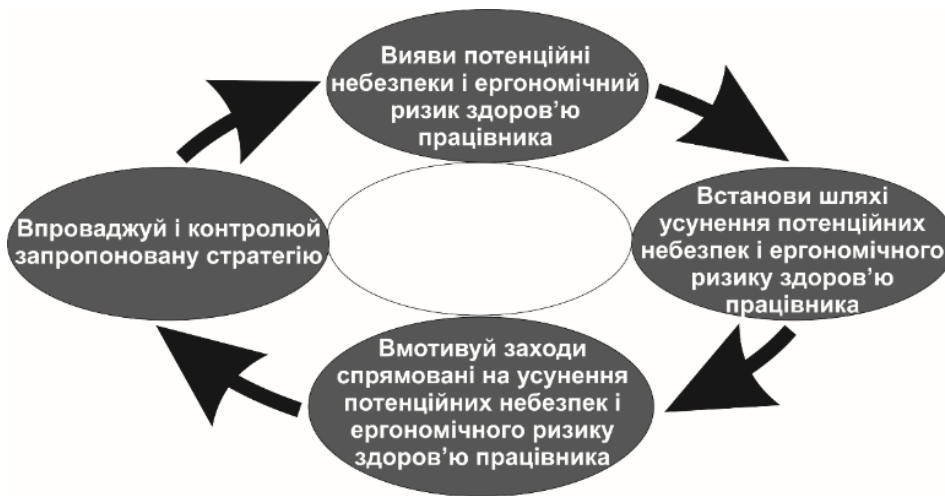 Вияви потенційні
небезпеки і ергономічний
ризик здоров’ю
працівника
Встанови шляхі
усунення потенційних
небезпек і ергономічного
ризику здоров’ю
працівника
Вмотивуй заходи
спрямовані на усунення
потенційних небезпек і
ергономічного ризику
здоров’ю працівника
Впроваджуй і контролюй
запропоновану стратегію